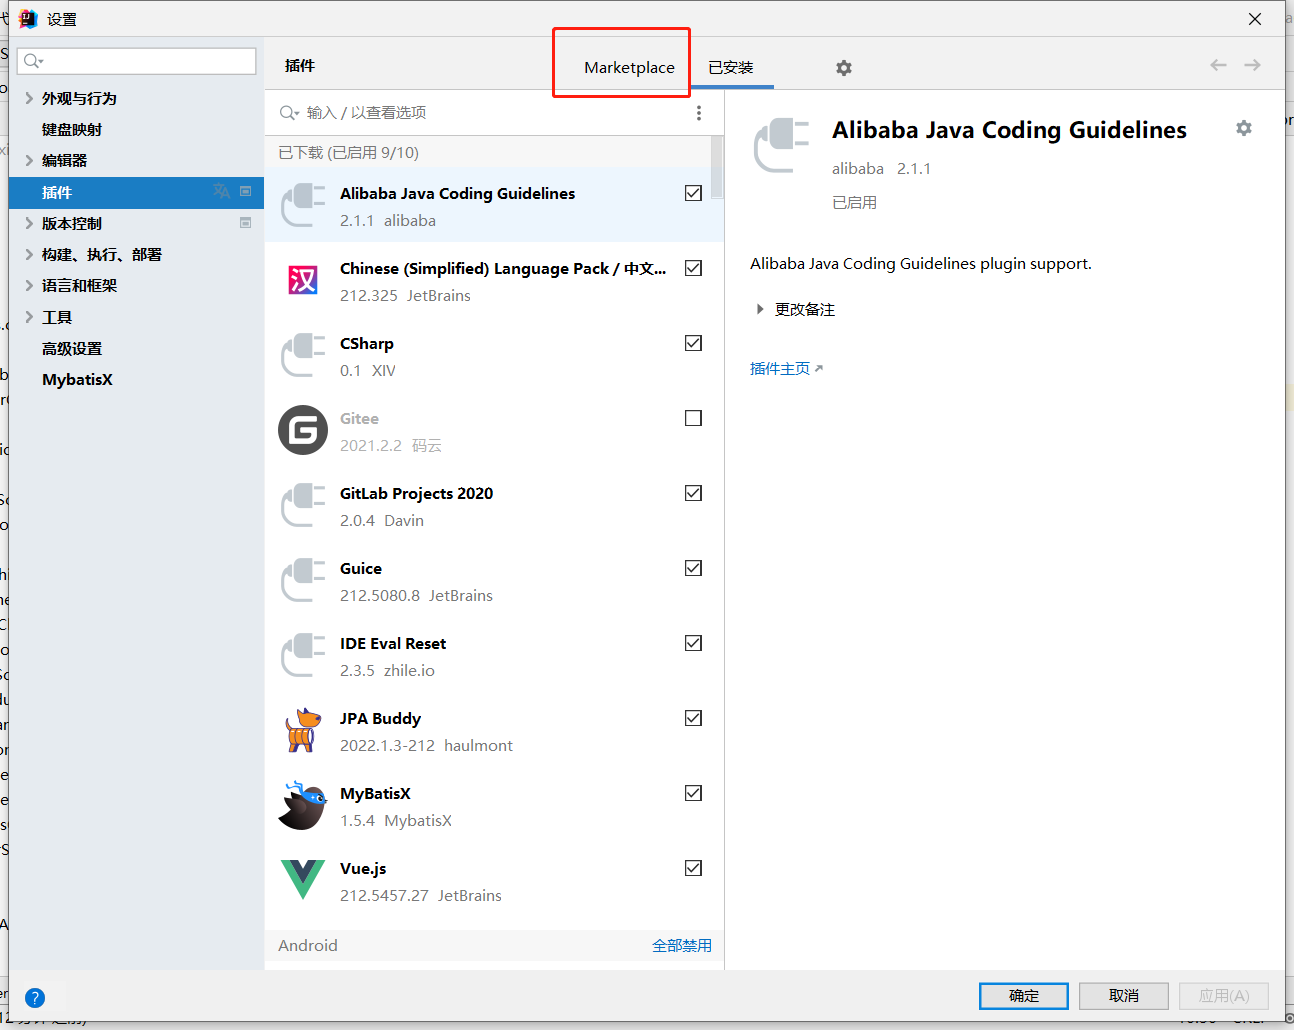 设置
插件
Marketplace
已安装
外观与行为
键盘映射
编辑器
插件
版本控制
构建、执行、部署
语言和框架
工具
高级设置
MybatisX
输入 / 以查看选项
已下载 (已启用 9/10)
Alibaba Java Coding Guidelines
2.1.1 alibaba
Chinese (Simplified) Language Pack / 中文...
212.325 JetBrains
CSharp
0.1 XIV
Gitee
2021.2.2 码云
GitLab Projects 2020
2.0.4 Davin
Guice
212.5080.8 JetBrains
IDE Eval Reset
2.3.5 zhile.io
JPA Buddy
2022.1.3-212 haulmont
MyBatisX
1.5.4 MybatisX
Vue.js
212.5457.27 JetBrains
Android
全部禁用
Alibaba Java Coding Guidelines
alibaba 2.1.1
已启用
Alibaba Java Coding Guidelines plugin support.
更改备注
插件主页
确定
取消
应用(A)